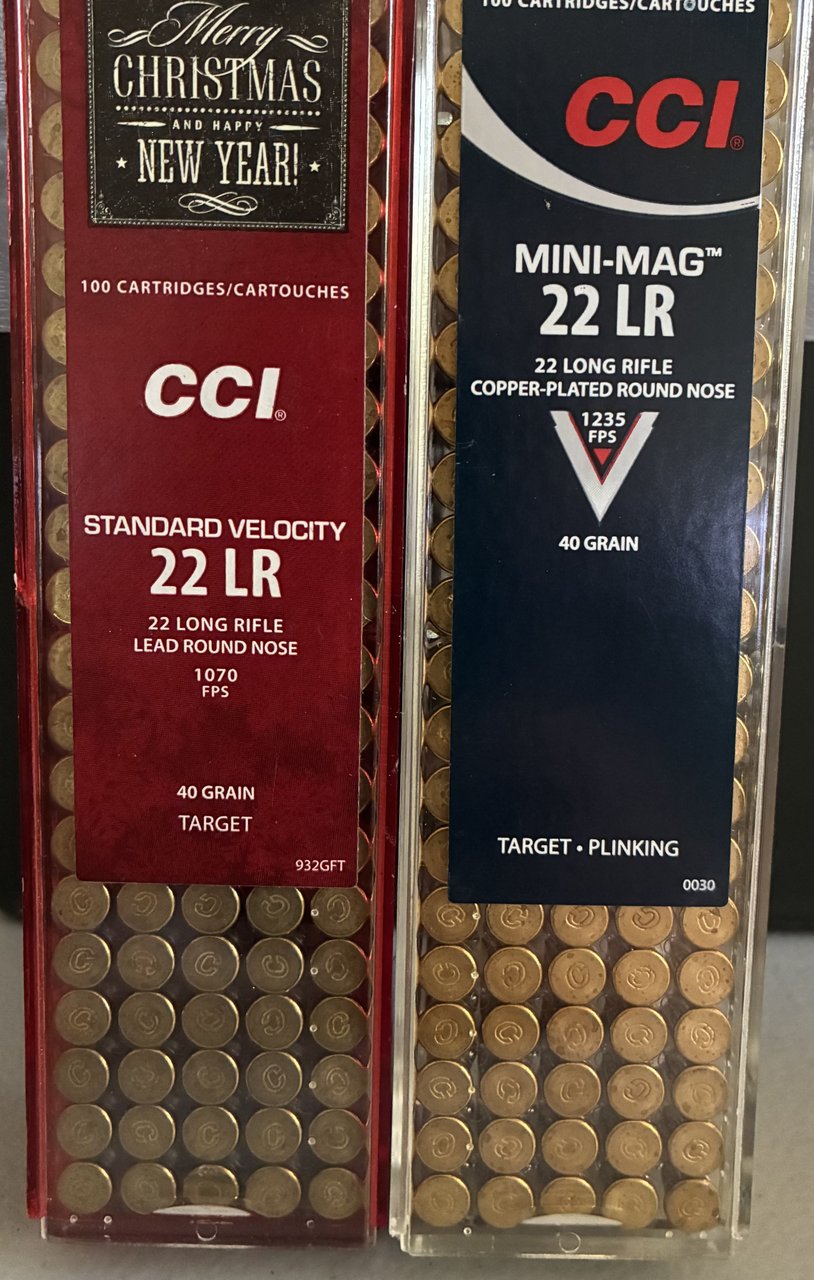 Merry
CHRISTMAS
AND HAPPY
NEW YEAR!
100 CARTRIDGES/CARTOUCHES
CCI®
STANDARD VELOCITY
22 LR
22 LONG RIFLE
LEAD ROUND NOSE
1070
FPS
40 GRAIN
TARGET
932GFT
100 CARTRIDGES/CARTOUCHES
CCI®
MINI-MAG™
22 LR
22 LONG RIFLE
COPPER-PLATED ROUND NOSE
1235
FPS
40 GRAIN
TARGET • PLINKING
0030